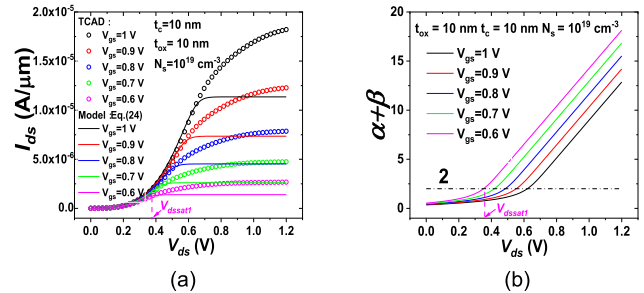 (a)
2.0x10⁻⁵
1.5x10⁻⁵
1.0x10⁻⁵
5.0x10⁻⁶
0.0
I_ds (A/μm)
TCAD :
V_gs=1 V
V_gs=0.9 V
V_gs=0.8 V
V_gs=0.7 V
V_gs=0.6 V
Model :Eq.(24)
V_gs=1 V
V_gs=0.9 V
V_gs=0.8 V
V_gs=0.7 V
V_gs=0.6 V
t_c= 10 nm
t_ox= 10 nm
N_s=10¹⁹ cm⁻³
V_dssat1
0.0 0.2 0.4 0.6 0.8 1.0 1.2
V_ds (V)
(b)
20
15
10
5
0
α+β
t_ox = 10 nm t_c = 10 nm N_s = 10¹⁹ cm⁻³
V_gs=1 V
V_gs=0.9 V
V_gs=0.8 V
V_gs=0.7 V
V_gs=0.6 V
2
V_dssat1
0.0 0.2 0.4 0.6 0.8 1.0 1.2
V_ds (V)
(a)
(b)